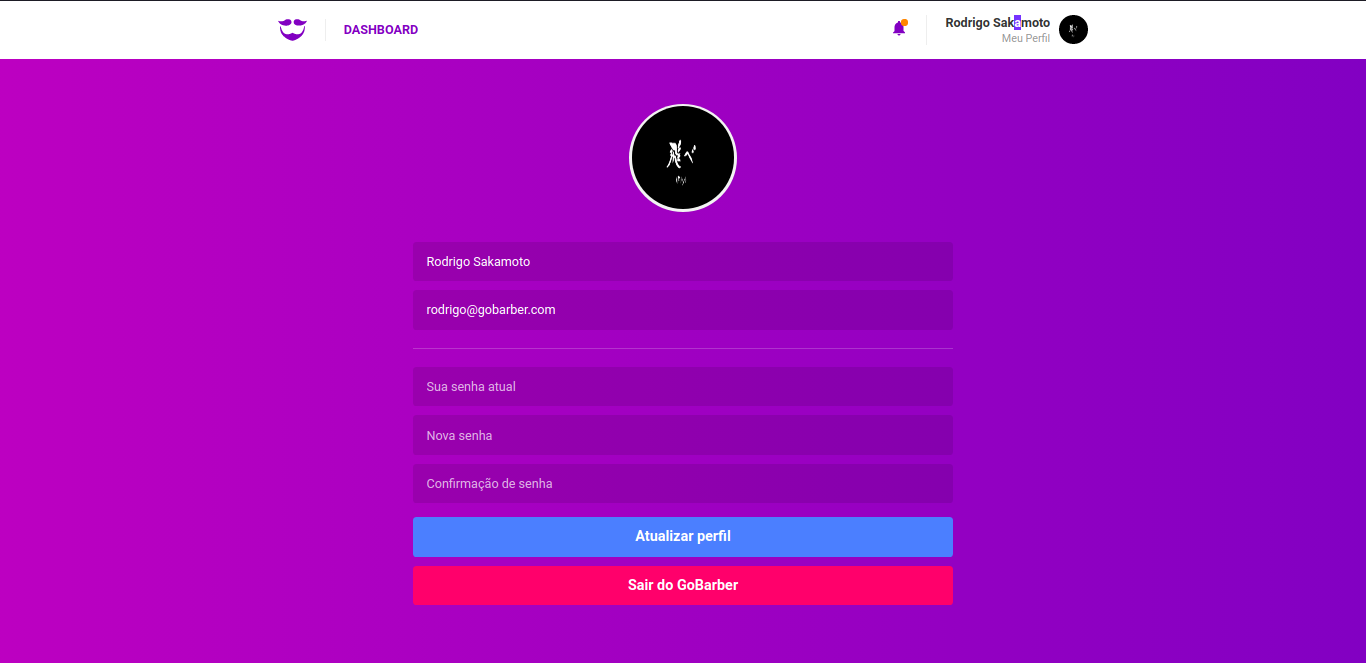 DASHBOARD
Rodrigo Sakamoto
Meu Perfil
Rodrigo Sakamoto
rodrigo@gobarber.com
Sua senha atual
Nova senha
Confirmação de senha
Atualizar perfil
Sair do GoBarber